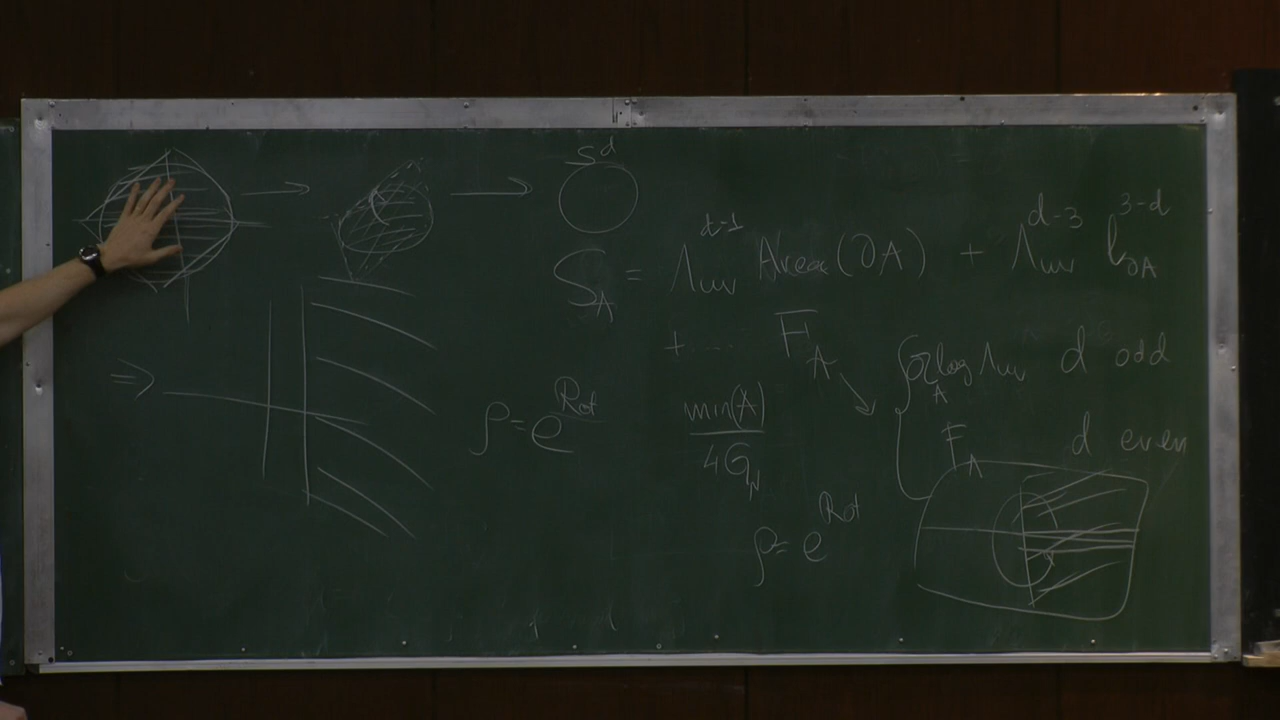 S^d
S_A = Λ_uv^{d-1} Area(∂A) + Λ_uv^{d-3} l_{∂A}^{3-d}
+ ..... F_A
log Λ_uv d odd
F_A d even
ρ = e^{Rot}
min(A) / 4G_N
ρ = e^{Rot}